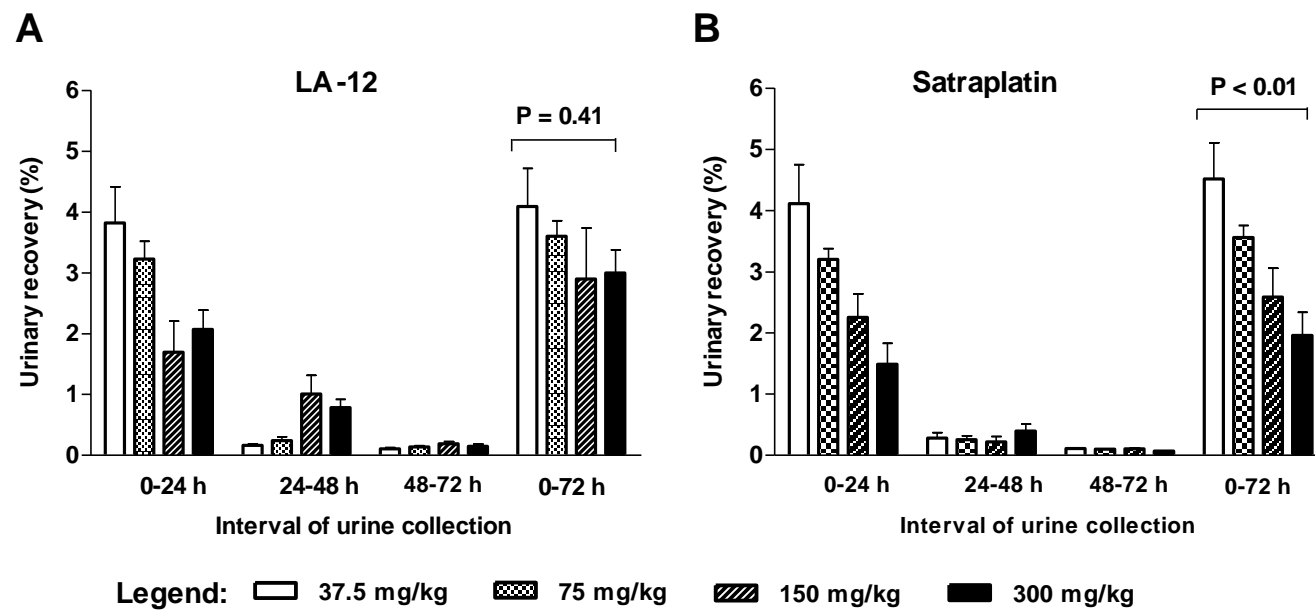 A
LA-12
Urinary recovery (%)
6
5
4
3
2
1
0
P = 0.41
0-24 h
24-48 h
48-72 h
0-72 h
Interval of urine collection
B
Satraplatin
Urinary recovery (%)
6
5
4
3
2
1
0
P < 0.01
0-24 h
24-48 h
48-72 h
0-72 h
Interval of urine collection
Legend: 37.5 mg/kg 75 mg/kg 150 mg/kg 300 mg/kg